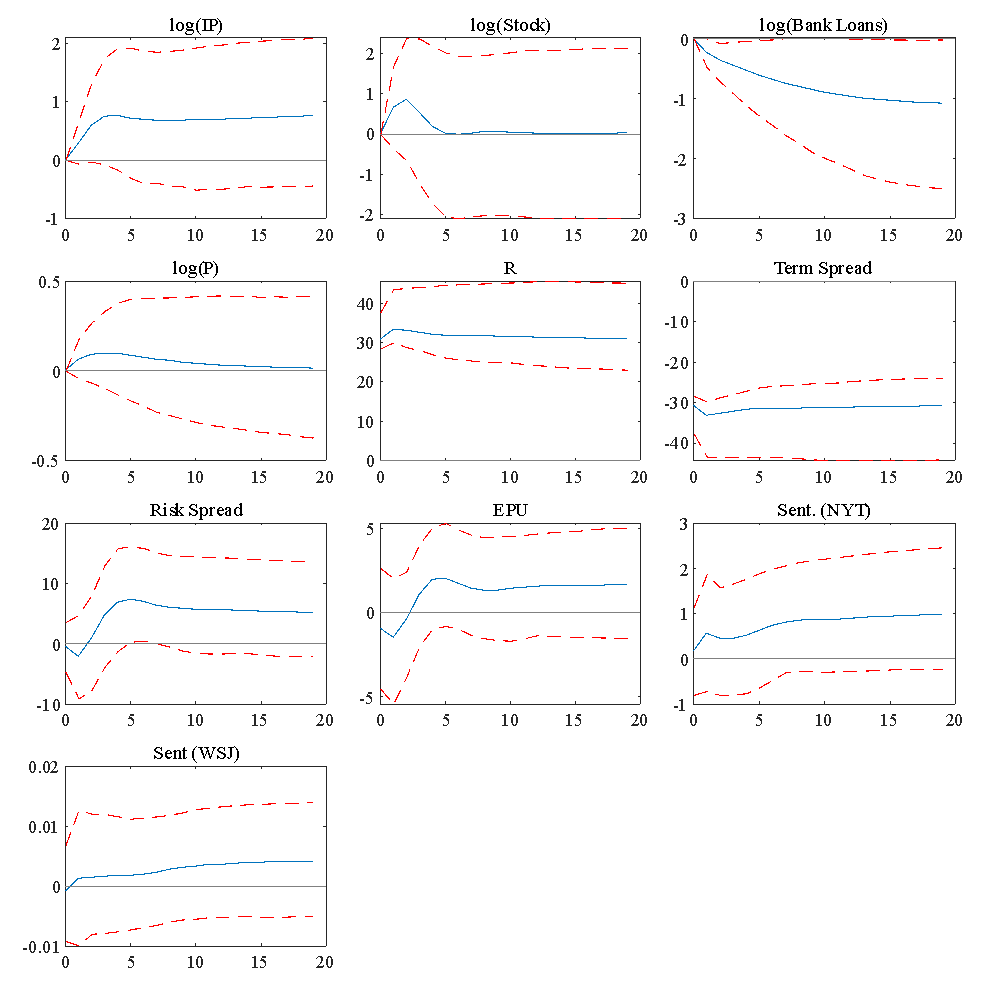 log(IP) log(Stock) log(Bank Loans)
2 2 0
1 1 -1
0 0 -2
-1 -1 -3
-2
0 5 10 15 20 0 5 10 15 20 0 5 10 15 20
log(P) R Term Spread
0.5 40 0
0 30 -10
-0.5 20 -20
10 -30
0 -40
0 5 10 15 20 0 5 10 15 20 0 5 10 15 20
Risk Spread EPU Sent. (NYT)
20 5 3
10 0 2
0 -5 1
-10 0
-1
0 5 10 15 20 0 5 10 15 20 0 5 10 15 20
Sent (WSJ)
0.02
0.01
0
-0.01
0 5 10 15 20